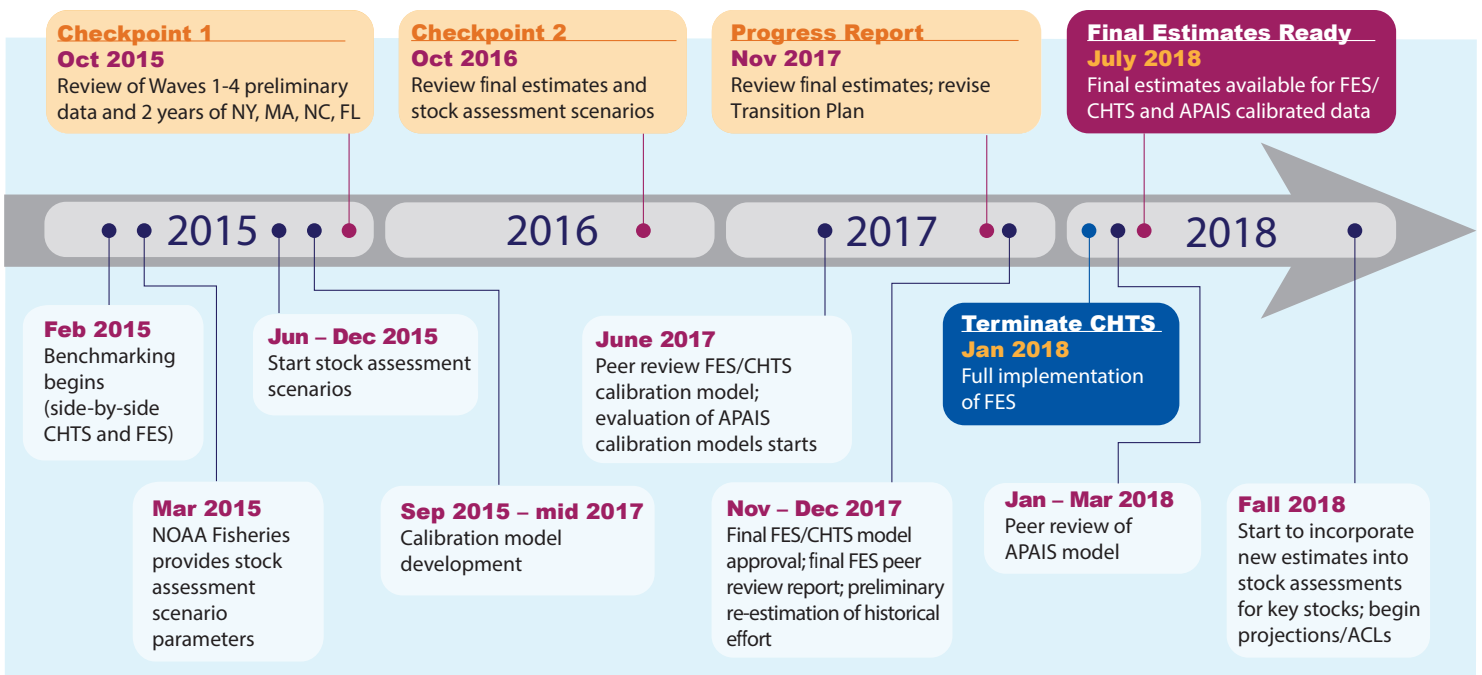 Checkpoint 1
Oct 2015
Review of Waves 1-4 preliminary
data and 2 years of NY, MA, NC, FL
Checkpoint 2
Oct 2016
Review final estimates and
stock assessment scenarios
Progress Report
Nov 2017
Review final estimates; revise
Transition Plan
Final Estimates Ready
July 2018
Final estimates available for FES/
CHTS and APAIS calibrated data
2015
2016
2017
2018
Feb 2015
Benchmarking
begins
(side-by-side
CHTS and FES)
Mar 2015
NOAA Fisheries
provides stock
assessment
scenario
parameters
Jun – Dec 2015
Start stock assessment
scenarios
Sep 2015 – mid 2017
Calibration model
development
June 2017
Peer review FES/CHTS
calibration model;
evaluation of APAIS
calibration models starts
Nov – Dec 2017
Final FES/CHTS model
approval; final FES peer
review report; preliminary
re-estimation of historical
effort
Terminate CHTS
Jan 2018
Full implementation
of FES
Jan – Mar 2018
Peer review of
APAIS model
Fall 2018
Start to incorporate
new estimates into
stock assessments
for key stocks; begin
projections/ACLs